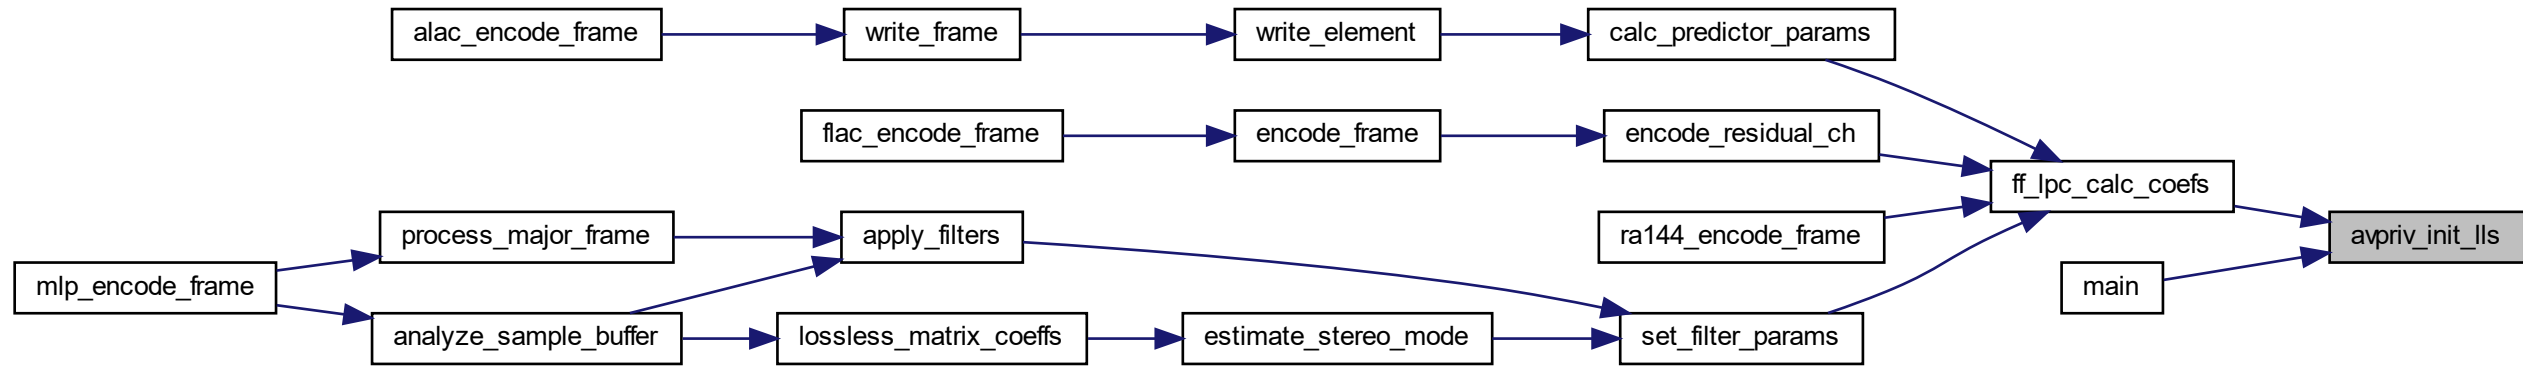 alac_encode_frame
write_frame
write_element
calc_predictor_params
flac_encode_frame
encode_frame
encode_residual_ch
ff_lpc_calc_coefs
process_major_frame
apply_filters
ra144_encode_frame
avpriv_init_lls
mlp_encode_frame
main
analyze_sample_buffer
lossless_matrix_coeffs
estimate_stereo_mode
set_filter_params